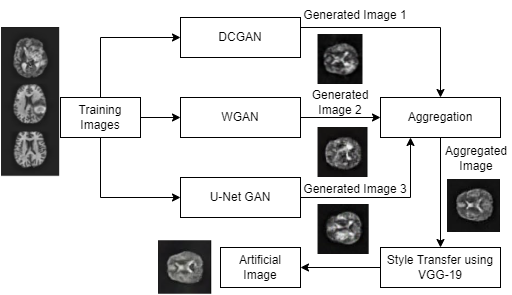 Generated Image 1
DCGAN
Training
Images
WGAN
Generated
Image 2
Aggregation
Aggregated
Image
U-Net GAN
Generated Image 3
Artificial
Image
Style Transfer using
VGG-19